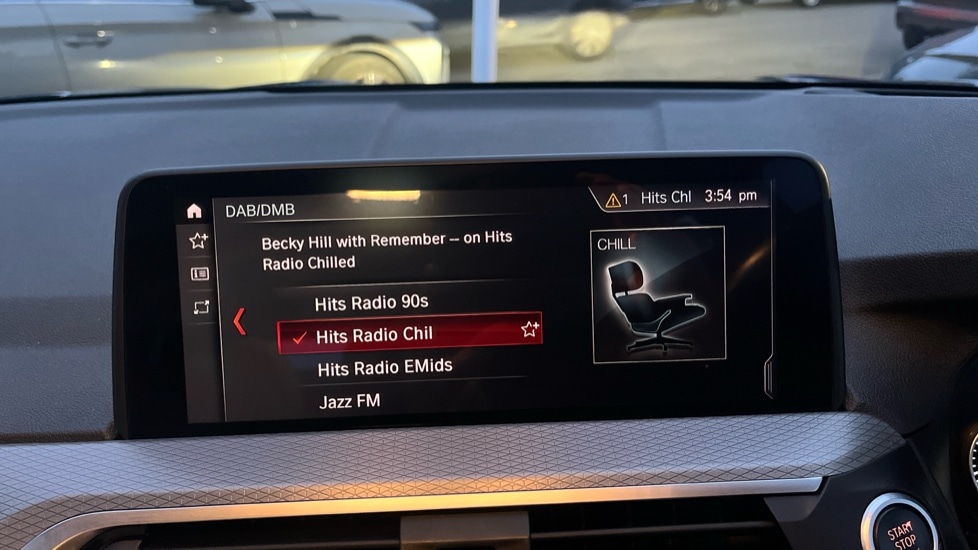 DAB/DMB
1 Hits Chl 3:54 pm
Becky Hill with Remember -- on Hits
Radio Chilled
CHILL
Hits Radio 90s
Hits Radio Chil
Hits Radio EMids
Jazz FM
START
STOP